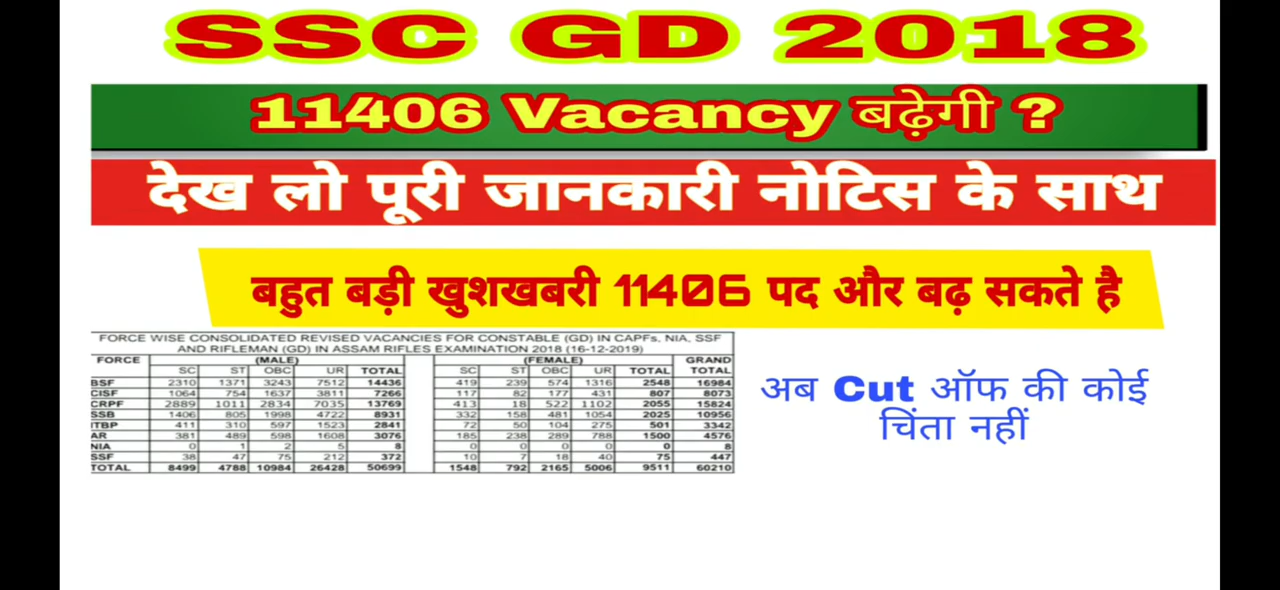 SSC GD 2018
11406 Vacancy बढ़ेगी ?
देख लो पूरी जानकारी नोटिस के साथ
बहुत बड़ी खुशखबरी 11406 पद और बढ़ सकते है
FORCE WISE CONSOLIDATED REVISED VACANCIES FOR CONSTABLE (GD) IN CAPFs, NIA, SSF
AND RIFLEMAN (GD) IN ASSAM RIFLES EXAMINATION 2018 (16-12-2019)
FORCE (MALE) (FEMALE) GRAND
SC ST OBC UR TOTAL SC ST OBC UR TOTAL TOTAL
BSF 2310 1371 3243 7512 14436 419 239 574 1316 2548 16984
CISF 1064 754 1637 3811 7266 117 82 177 431 807 8073
CRPF 2889 1011 2834 7035 13769 413 18 522 1102 2055 15824
SSB 1406 805 1998 4722 8931 332 158 481 1054 2025 10956
ITBP 411 310 597 1523 2841 72 50 104 275 501 3342
AR 381 489 598 1608 3076 185 238 289 788 1500 4576
NIA 0 1 2 5 8 0 0 0 0 0 8
SSF 38 47 75 212 372 10 7 18 40 75 447
TOTAL 8499 4788 10984 26428 50699 1548 792 2165 5006 9511 60210
अब Cut ऑफ की कोई
चिंता नहीं